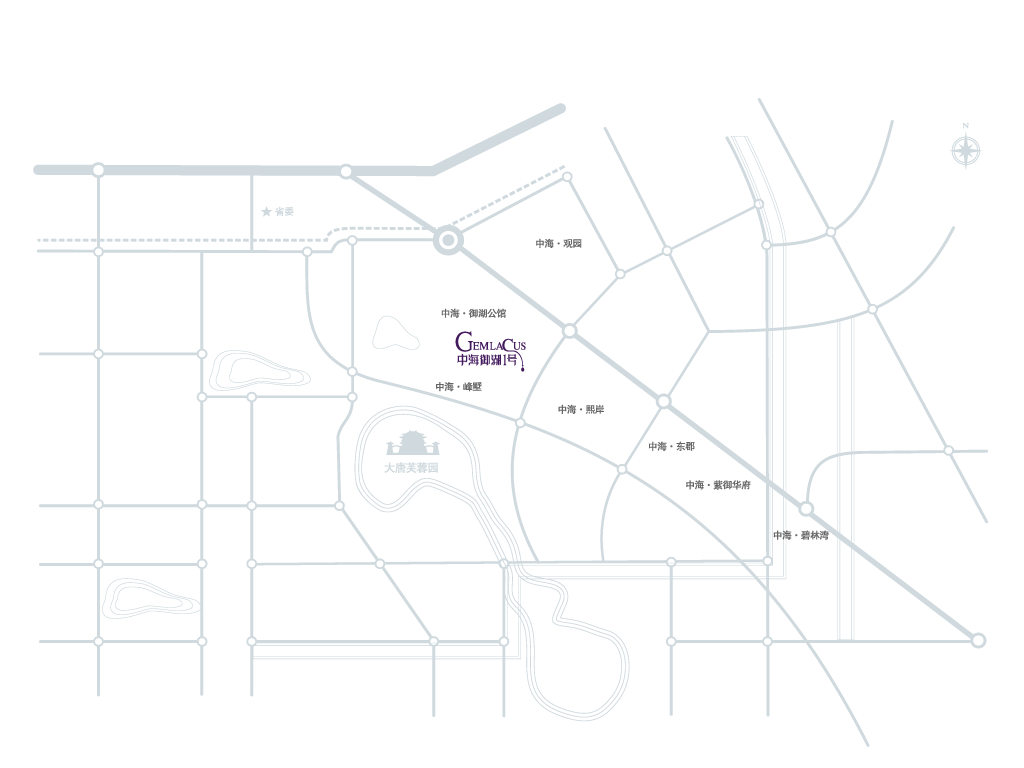 N
省委
中海·观园
中海·御湖公馆
GEMLACUS
中海御湖1号
中海·峰墅
中海·熙岸
中海·东郡
大唐芙蓉园
中海·紫御华府
中海·碧林湾